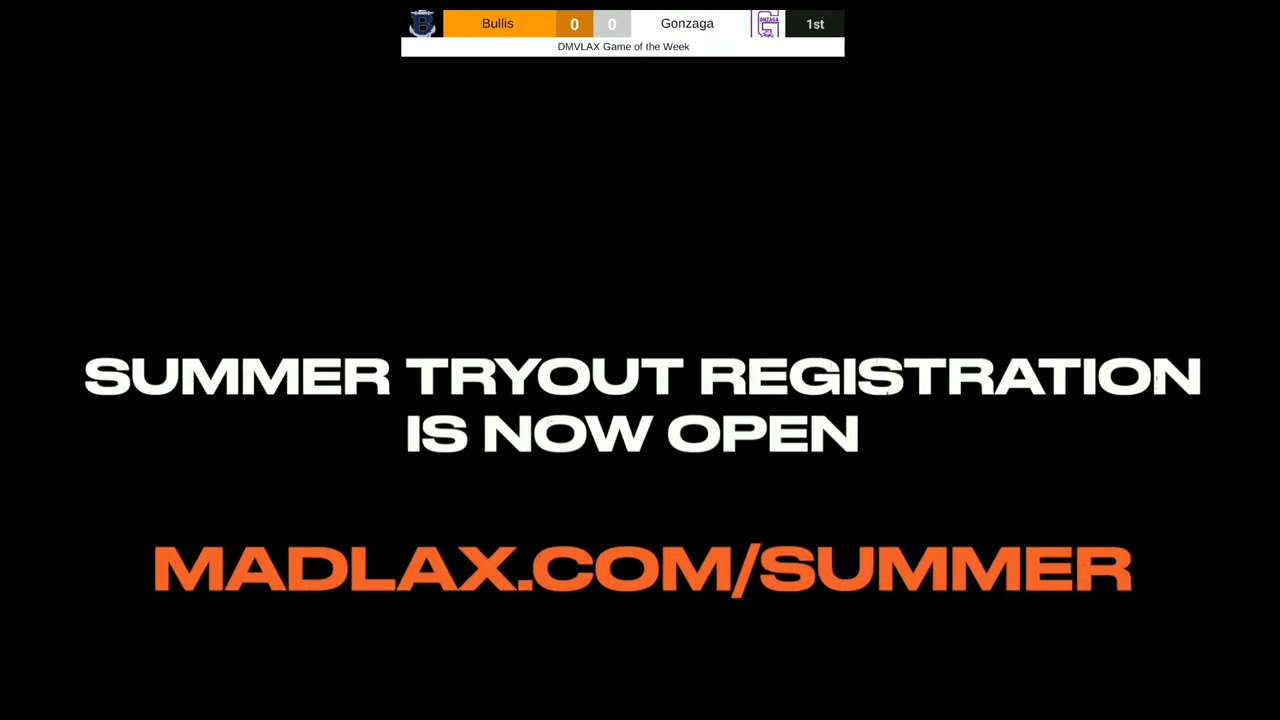 B Bullis 0 0 Gonzaga GONZAGA G 1st
DMVLAX Game of the Week
SUMMER TRYOUT REGISTRATION
IS NOW OPEN
MADLAX.COM/SUMMER